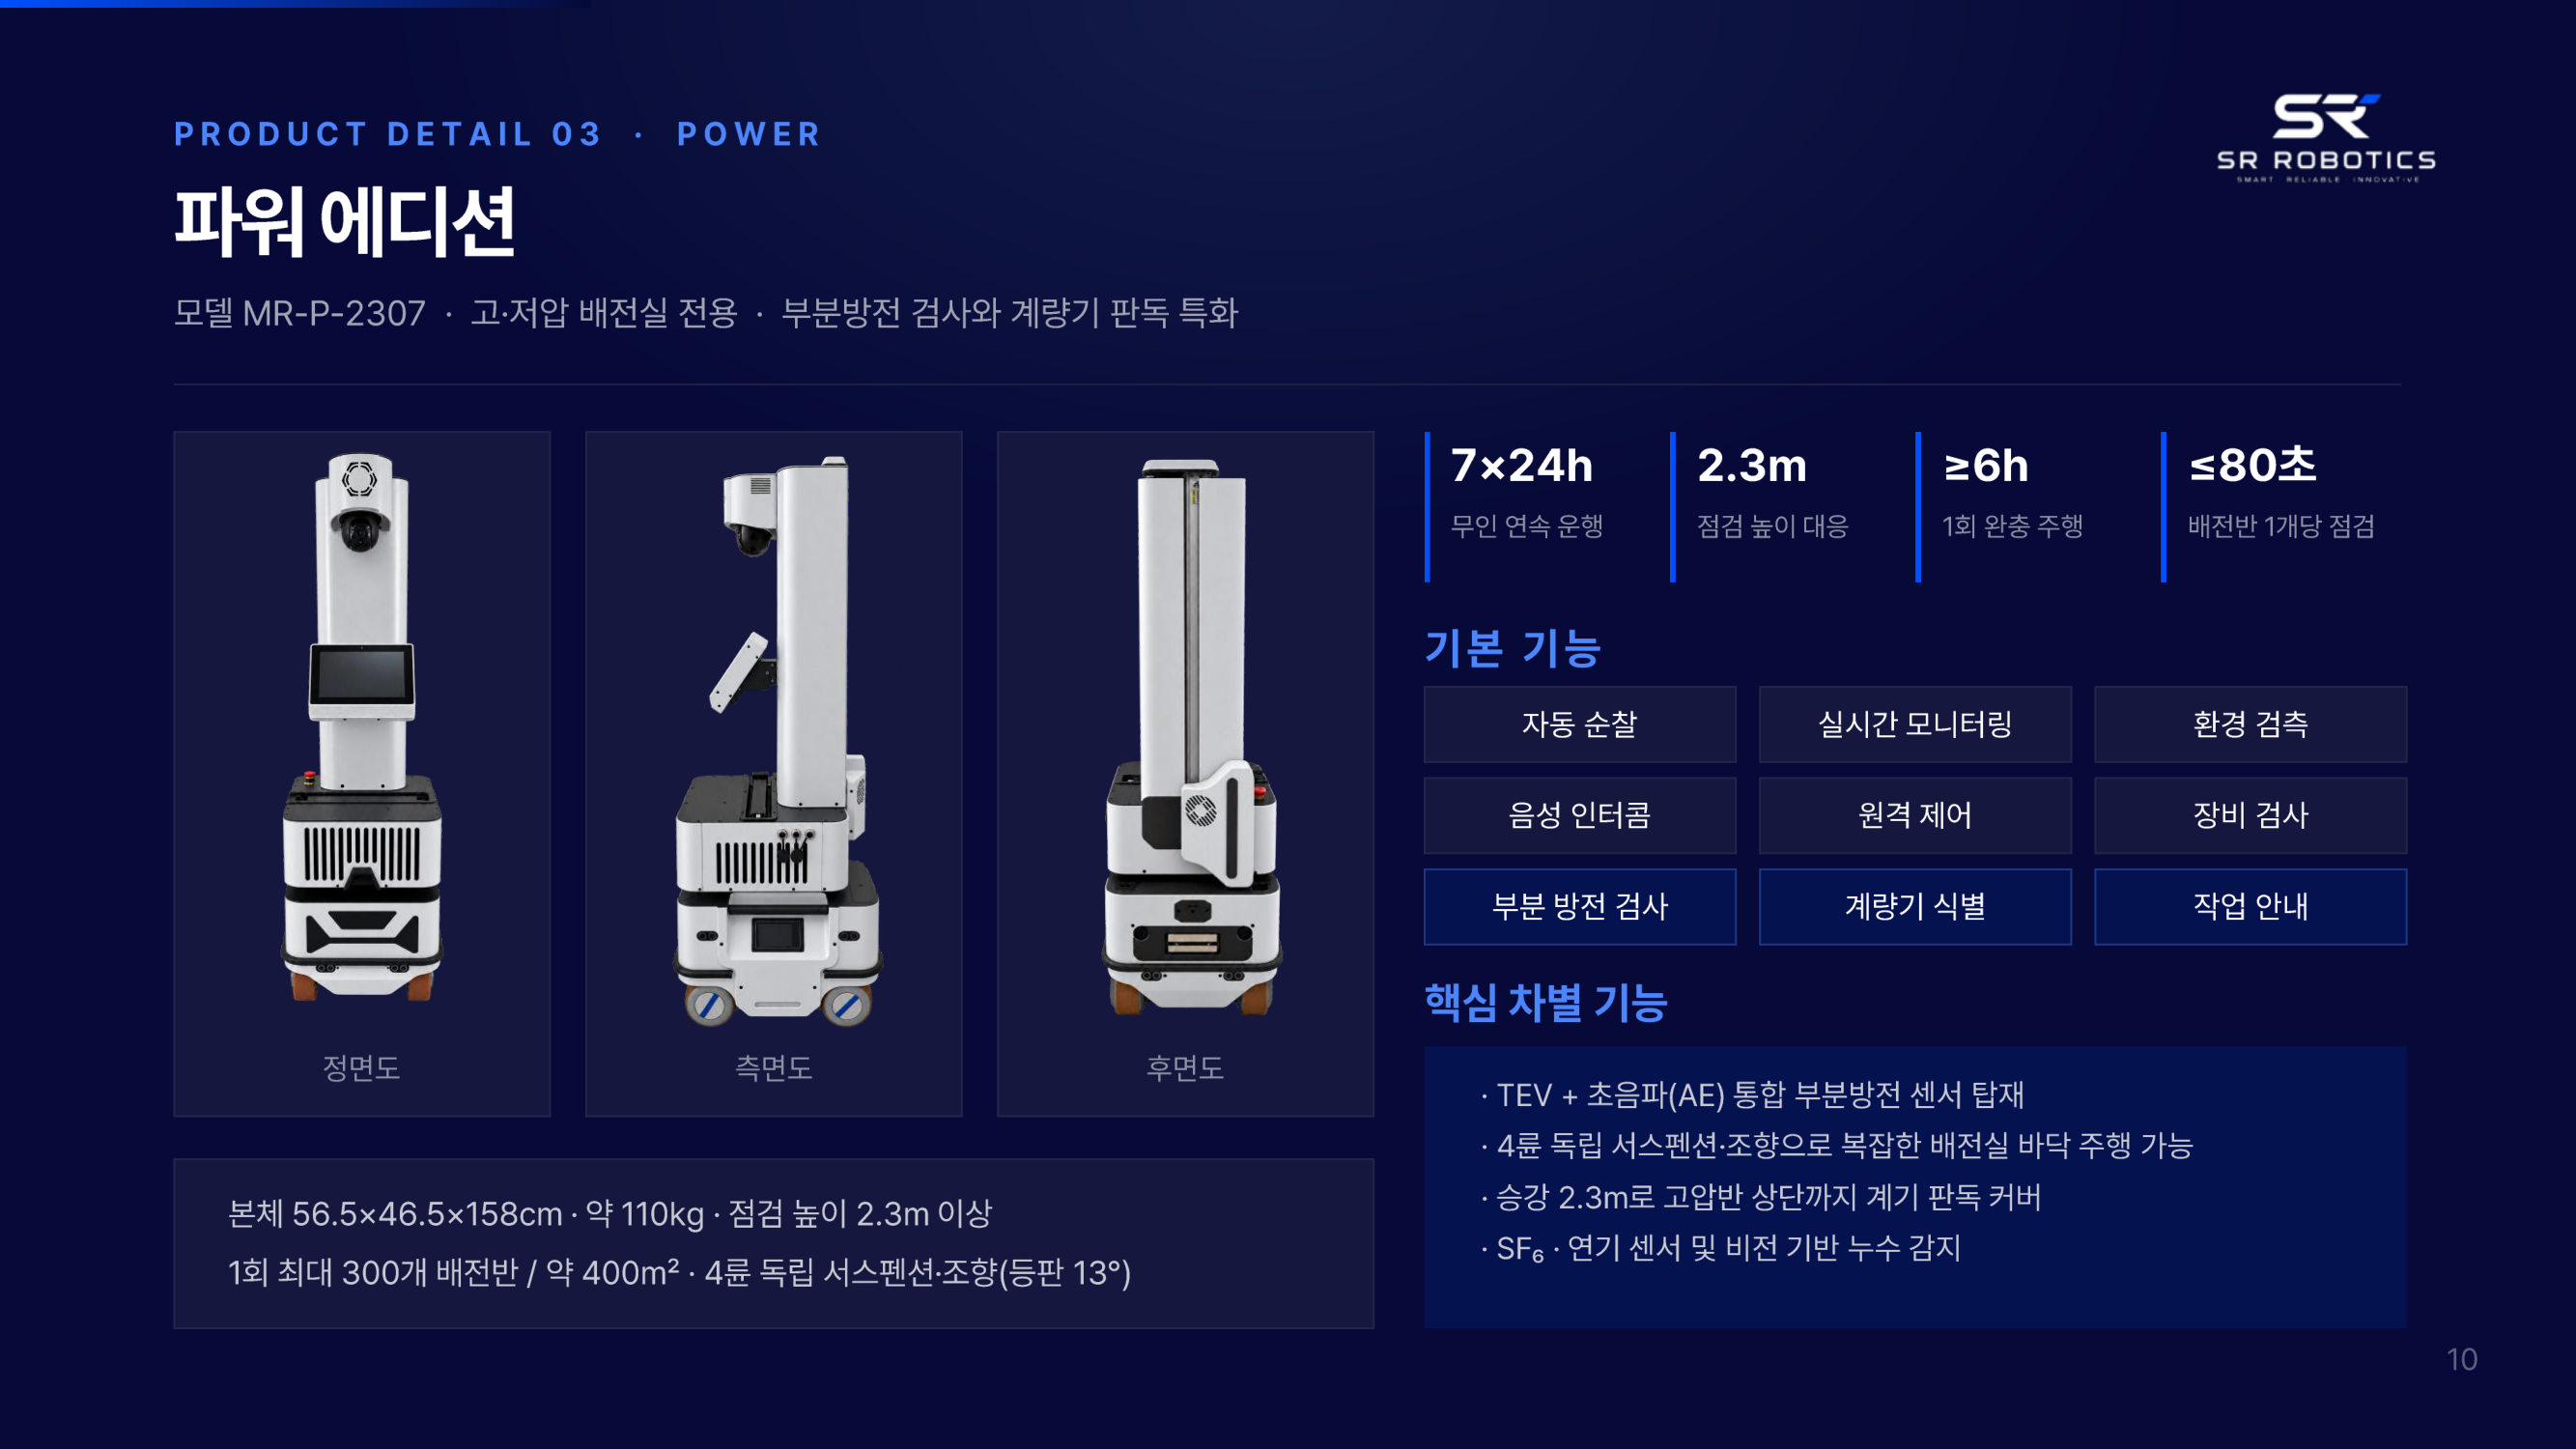 PRODUCT DETAIL 03 · POWER
SR ROBOTICS
SMART RELIABLE INNOVATIVE
파워 에디션
모델 MR-P-2307 · 고·저압 배전실 전용 · 부분방전 검사와 계량기 판독 특화
정면도
측면도
후면도
본체 56.5×46.5×158cm · 약 110kg · 점검 높이 2.3m 이상
1회 최대 300개 배전반 / 약 400m² · 4륜 독립 서스펜션·조향(등판 13°)
7×24h
무인 연속 운행
2.3m
점검 높이 대응
≥6h
1회 완충 주행
≤80초
배전반 1개당 점검
기본 기능
자동 순찰
실시간 모니터링
환경 검측
음성 인터콤
원격 제어
장비 검사
부분 방전 검사
계량기 식별
작업 안내
핵심 차별 기능
· TEV + 초음파(AE) 통합 부분방전 센서 탑재
· 4륜 독립 서스펜션·조향으로 복잡한 배전실 바닥 주행 가능
· 승강 2.3m로 고압반 상단까지 계기 판독 커버
· SF₆ · 연기 센서 및 비전 기반 누수 감지
10